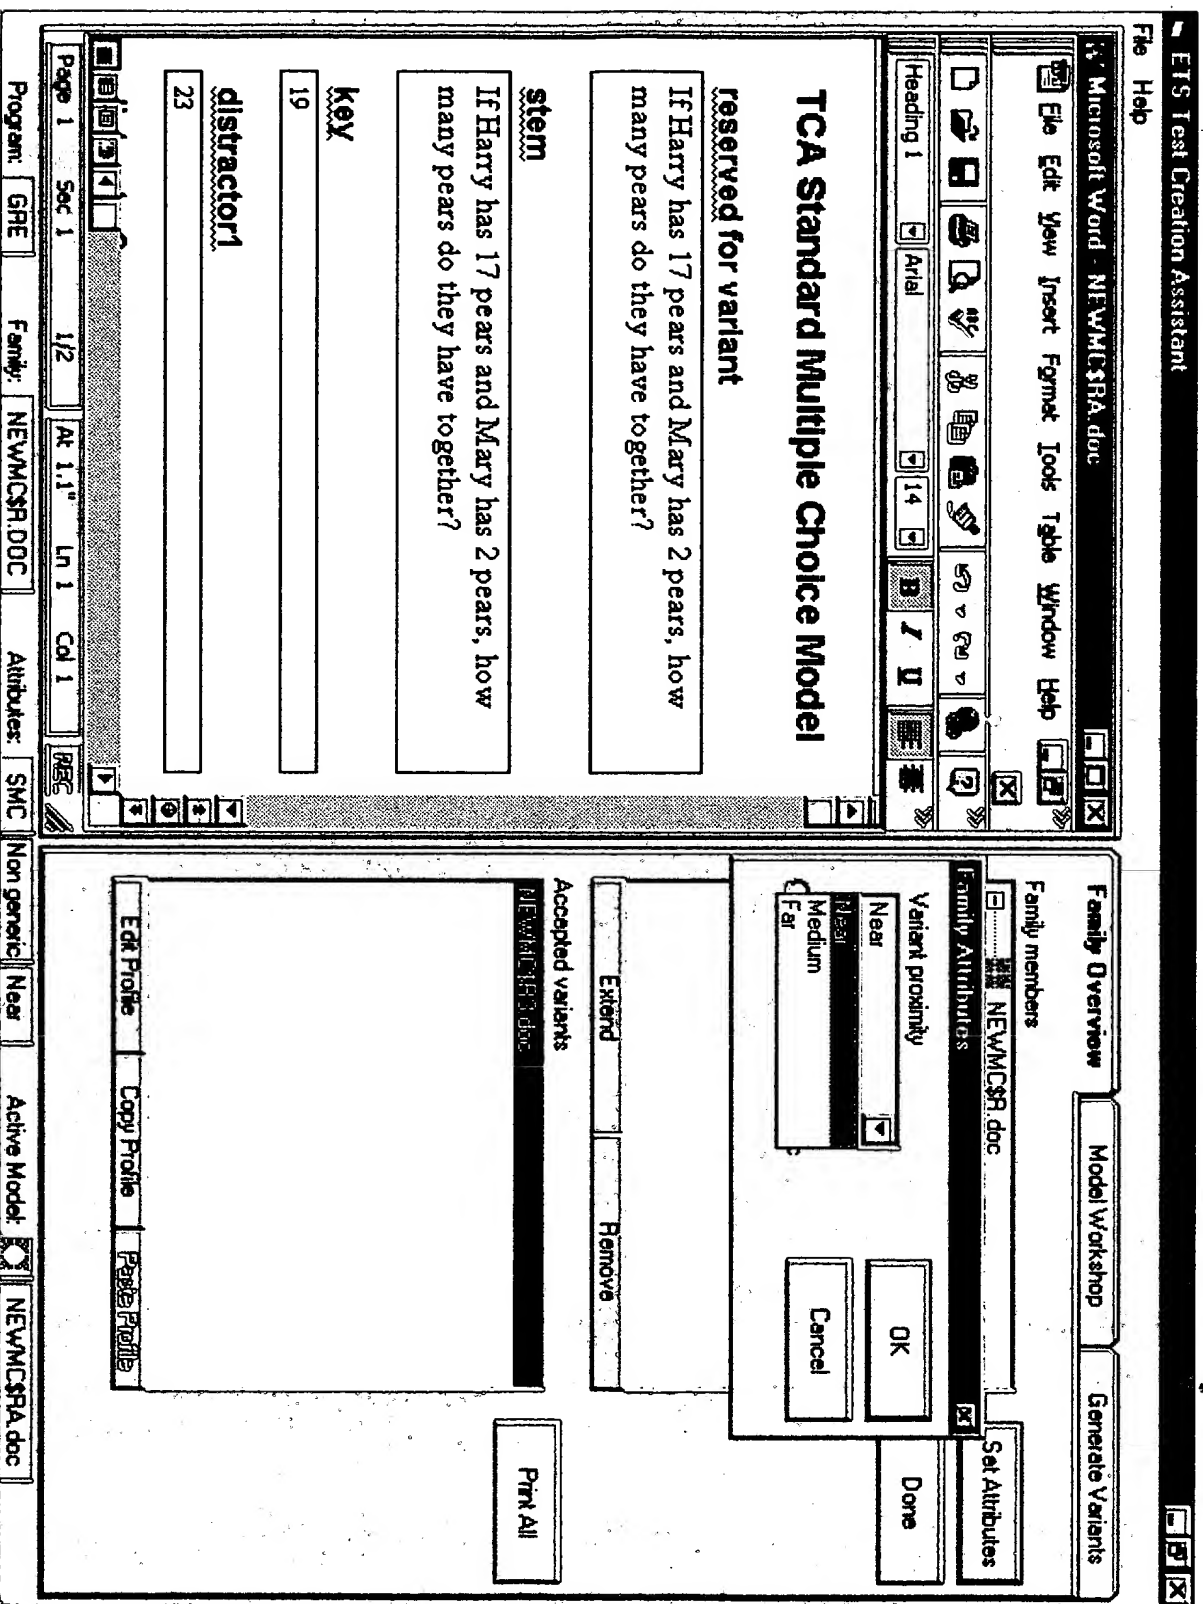 ETS Test Creation Assistant
File Help
Microsoft Word - NEWMC$RA.doc
File Edit View Insert Format Tools Table Window Help
Heading 1 Arial 14 B I U
TCA Standard Multiple Choice Model
reserved for variant
If Harry has 17 pears and Mary has 2 pears, how
many pears do they have together?
stem
If Harry has 17 pears and Mary has 2 pears, how
many pears do they have together?
key
19
distractor1
23
Page 1 Sec 1 1/2 At 1.1" Ln 1 Col 1 REC
Family Overview Model Workshop Generate Variants
Family members
NEWMC$R.doc
Set Attributes
Done
Family Attributes
Variant proximity
Near
Near
Medium
Far
OK
Cancel
Extend Remove
Accepted variants
Print All
Edit Profile Copy Profile Paste Profile
Program: GRE Family: NEWMC$R.DOC Attributes: SMC Non generic Near Active Model: NEWMC$RA.doc